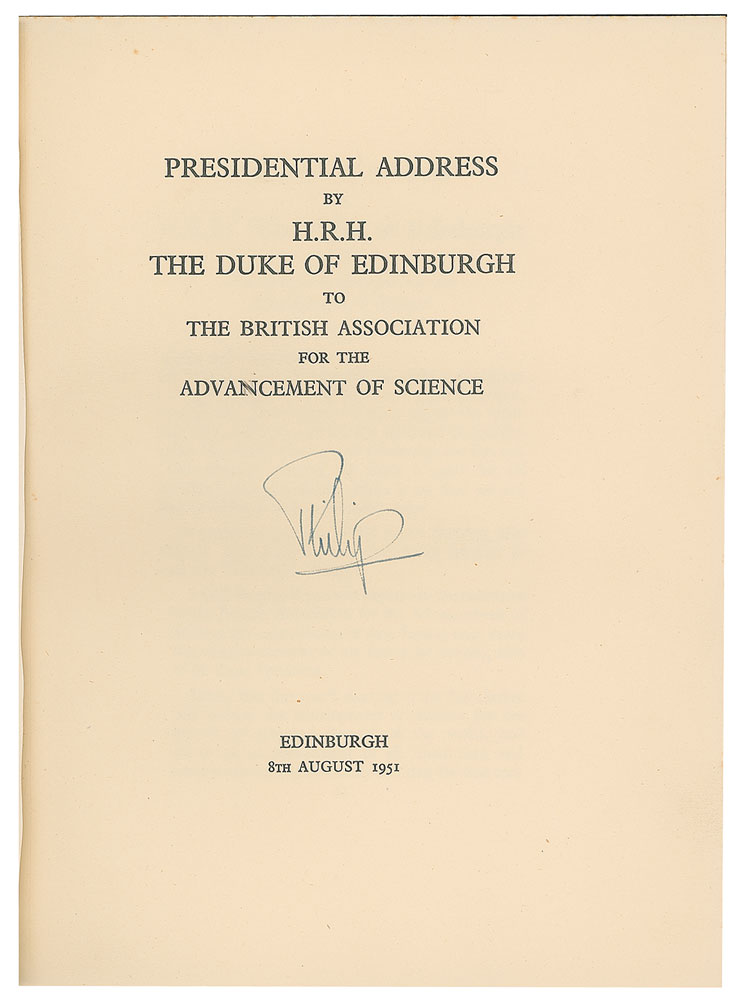 PRESIDENTIAL ADDRESS
BY
H.R.H.
THE DUKE OF EDINBURGH
TO
THE BRITISH ASSOCIATION
FOR THE
ADVANCEMENT OF SCIENCE
Philip
EDINBURGH
8TH AUGUST 1951